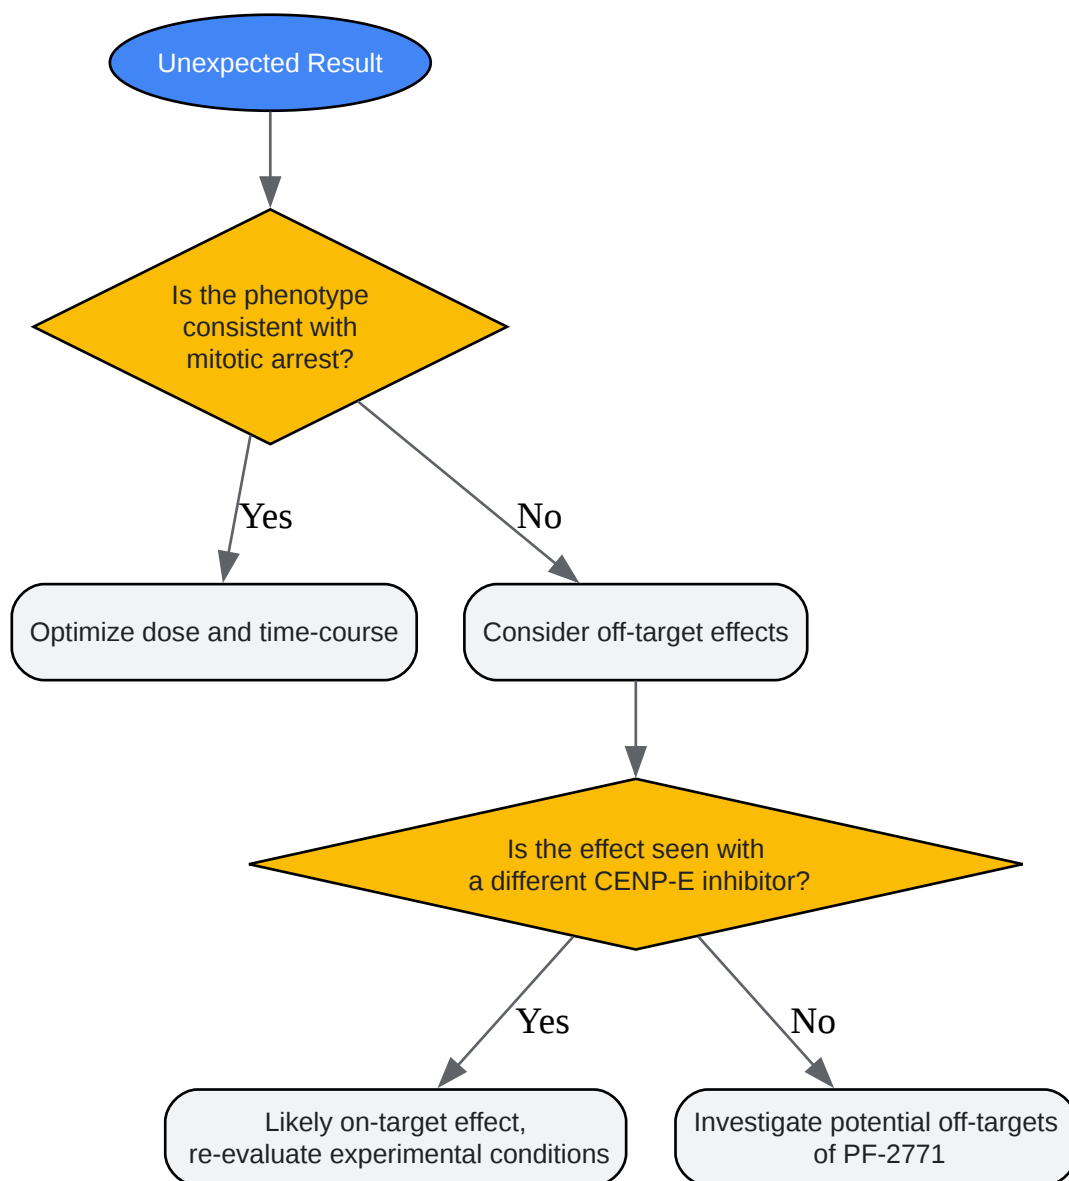 Unexpected Result
Is the phenotype
consistent with
mitotic arrest?
Yes
No
Optimize dose and time-course
Consider off-target effects
Is the effect seen with
a different CENP-E inhibitor?
Yes
No
Likely on-target effect,
re-evaluate experimental conditions
Investigate potential off-targets
of PF-2771